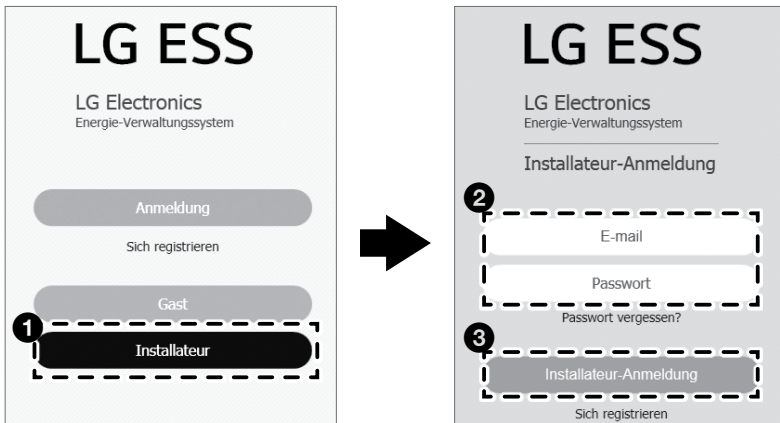 LG ESS
LG Electronics
Energie-Verwaltungssystem
Anmeldung
Sich registrieren
Gast
1
Installateur
LG ESS
LG Electronics
Energie-Verwaltungssystem
Installateur-Anmeldung
2
E-mail
Passwort
Passwort vergessen?
3
Installateur-Anmeldung
Sich registrieren